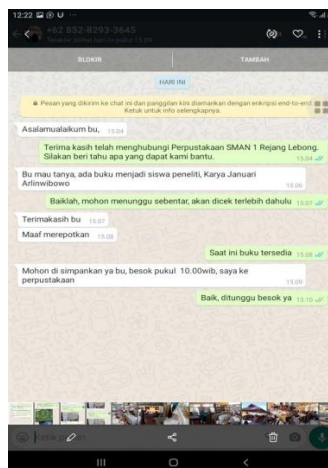 12:22
+62 852-8293-3645
BLOKIR
TAMBAH
HARI INI
Pesan yang dikirim ke chat ini dan panggilan kini diamankan dengan enkripsi end-to-end.
Ketuk untuk info selengkapnya.
Asalamualaikum bu, 15.04
Terima kasih telah menghubungi Perpustakaan SMAN 1 Rejang Lebong.
Silakan beri tahu apa yang dapat kami bantu. 15.04
Bu mau tanya, ada buku menjadi siswa peneliti, Karya Januari
Arlinwibowo 15.06
Baiklah, mohon menunggu sebentar, akan dicek terlebih dahulu 15.07
Terimakasih bu 15.07
Maaf merepotkan 15.08
Saat ini buku tersedia 15.08
Mohon di simpankan ya bu, besok pukul 10.00wib, saya ke
perpustakaan 15.09
Baik, ditunggu besok ya 15.10